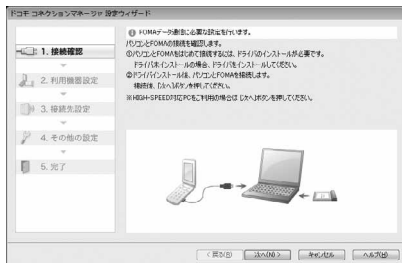 ドコモ コネクションマネージャ 設定ウィザード
1. 接続確認
2. 利用機器設定
3. 接続先設定
4. その他の設定
5. 完了
FOMAデータ通信に必要な設定を行います。
パソコンとFOMAの接続を確認します。
①パソコンとFOMAをはじめて接続するには、ドライバのインストールが必要です。
ドライバ未インストールの場合、ドライバをインストールしてください。
②ドライバインストール後、パソコンとFOMAを接続します。
接続後、[次へ]ボタンを押してください。
※HIGH-SPEED対応PCをご利用の場合は[次へ]ボタンを押してください。
< 戻る(B)
次へ(N) >
キャンセル
ヘルプ(H)